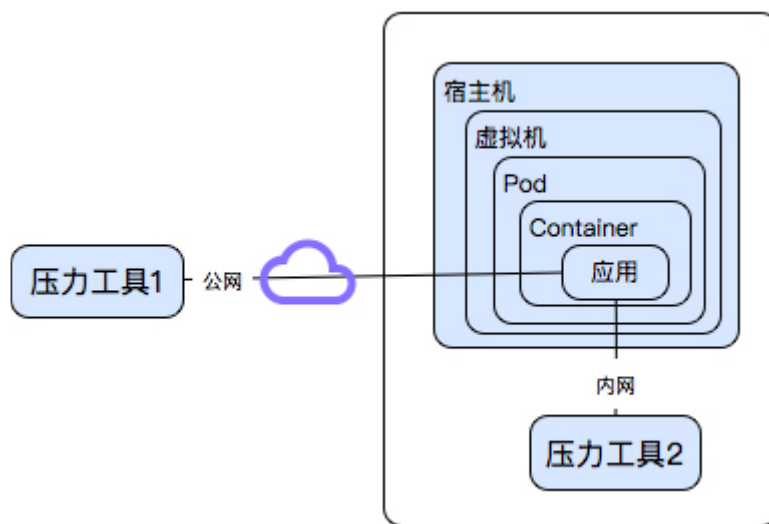 宿主机
虚拟机
Pod
Container
应用
压力工具1
公网
内网
压力工具2